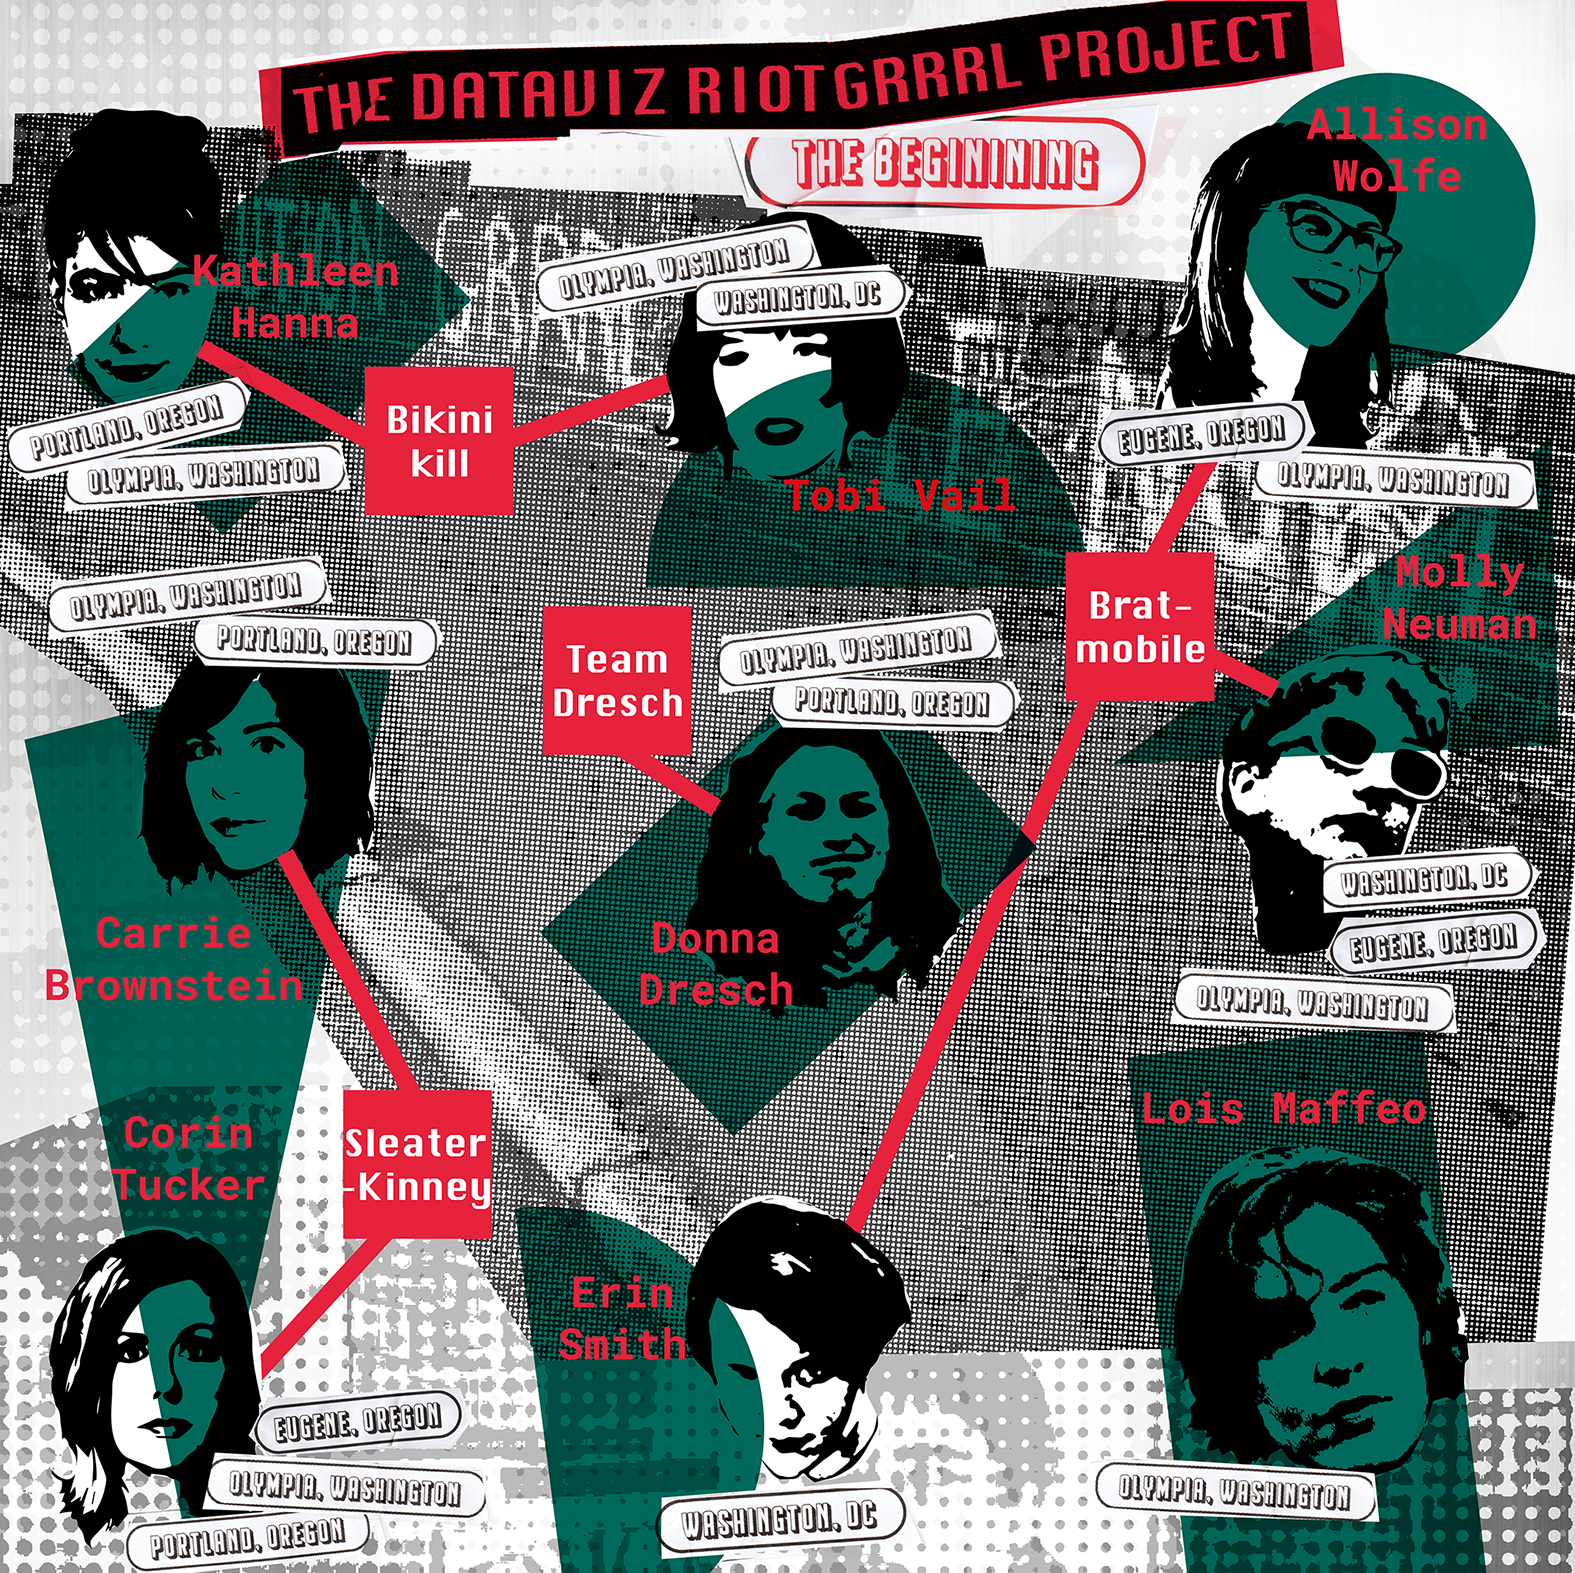 THE DATAVIZ RIOTGRRRL PROJECT
THE BEGININING
Allison
Wolfe
Kathleen
Hanna
OLYMPIA, WASHINGTON
WASHINGTON, DC
PORTLAND, OREGON
OLYMPIA, WASHINGTON
Bikini
kill
Tobi Vail
EUGENE, OREGON
OLYMPIA, WASHINGTON
OLYMPIA, WASHINGTON
PORTLAND, OREGON
Team
Dresch
OLYMPIA, WASHINGTON
PORTLAND, OREGON
Brat-
mobile
Molly
Neuman
WASHINGTON, DC
EUGENE, OREGON
OLYMPIA, WASHINGTON
Carrie
Brownstein
Donna
Dresch
Corin
Tucker
Sleater
-Kinney
Lois Maffeo
Erin
Smith
EUGENE, OREGON
OLYMPIA, WASHINGTON
PORTLAND, OREGON
WASHINGTON, DC
OLYMPIA, WASHINGTON